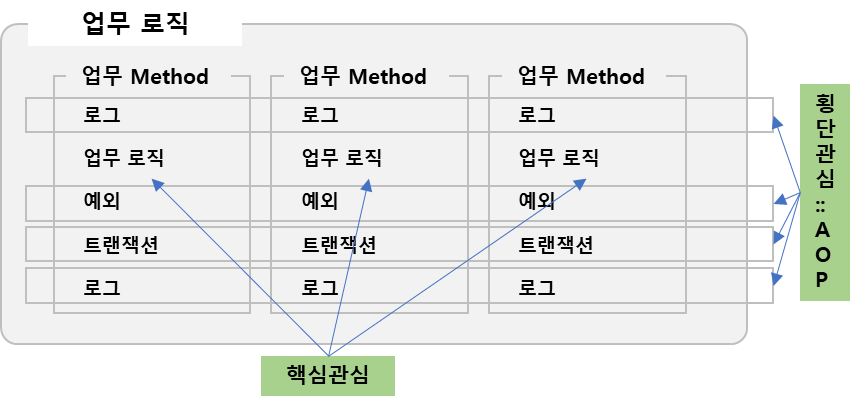 업무 로직
업무 Method 업무 Method 업무 Method
로그 로그 로그
업무 로직 업무 로직 업무 로직
예외 예외 예외
트랜잭션 트랜잭션 트랜잭션
로그 로그 로그
횡
단
관
심
::
A
O
P
핵심관심